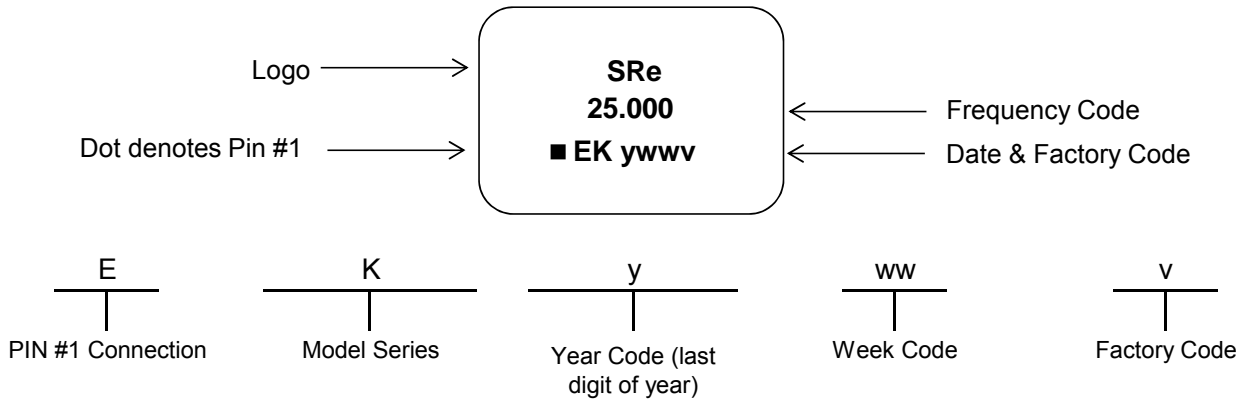 Logo
SRe
25.000
Frequency Code
Dot denotes Pin #1
■ EK ywwv
Date & Factory Code
E
K
y
ww
v
PIN #1 Connection
Model Series
Year Code (last
digit of year)
Week Code
Factory Code